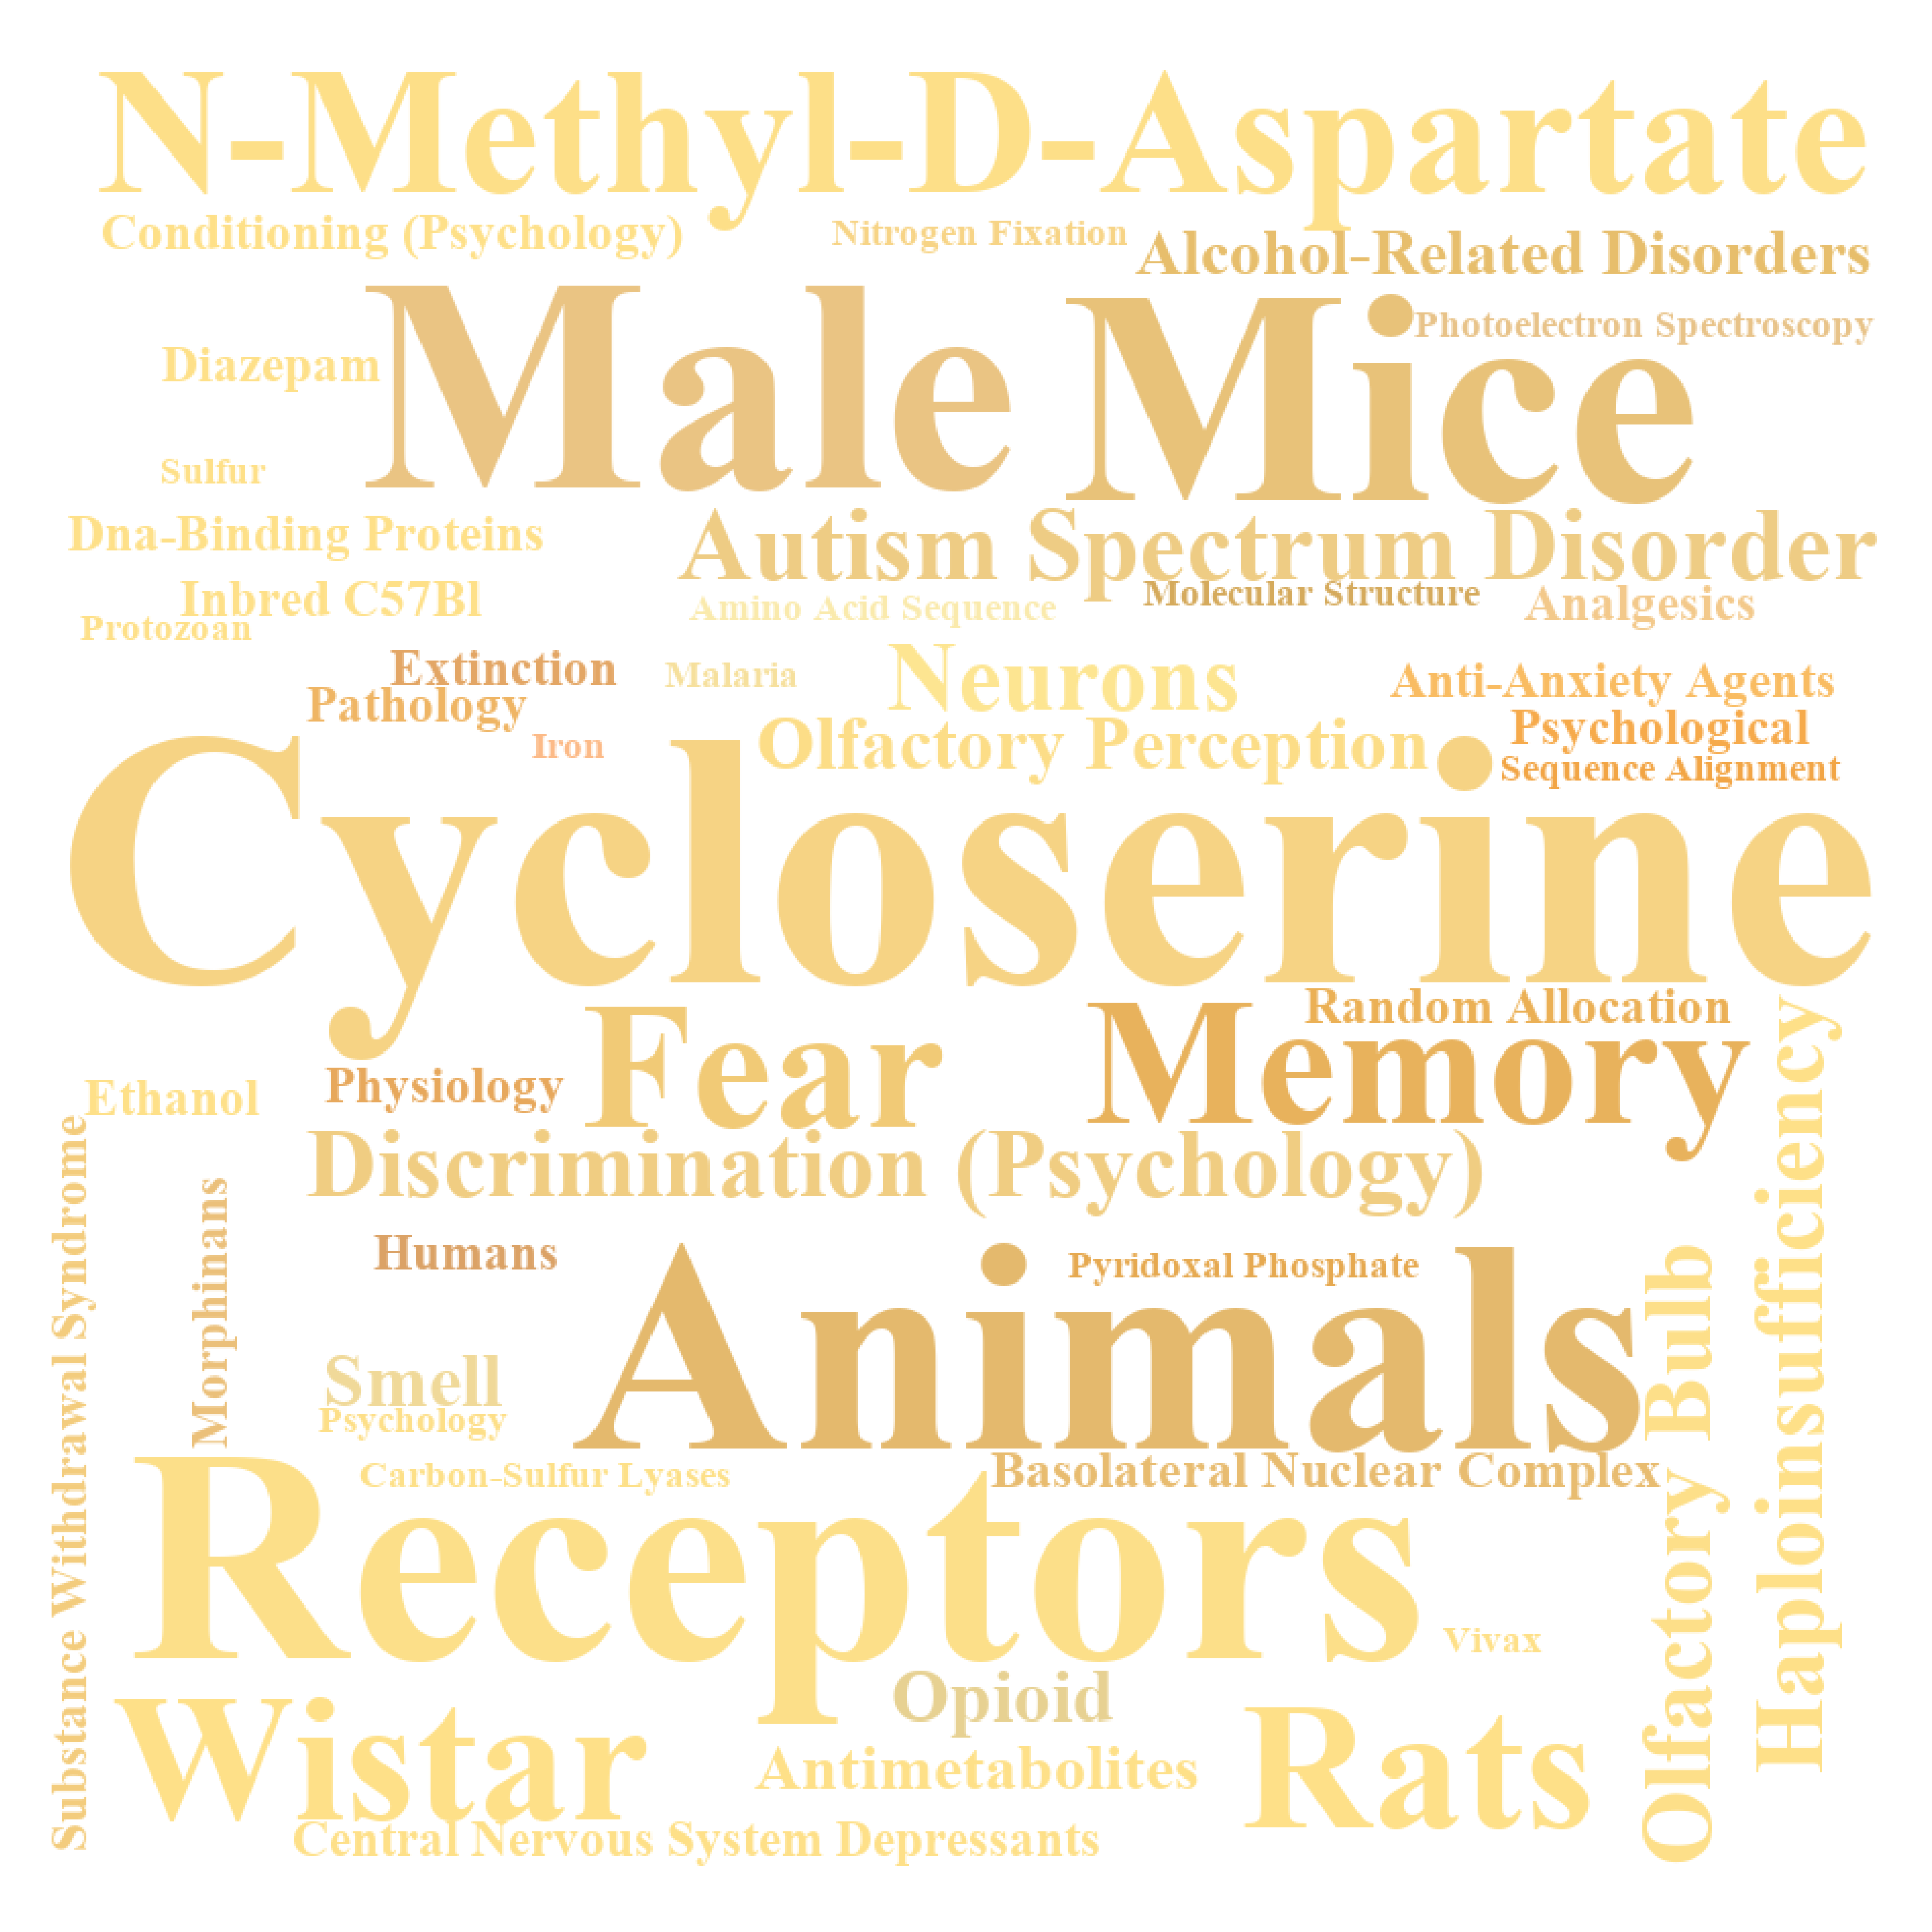 N-Methyl-D-Aspartate
Conditioning (Psychology)
Nitrogen Fixation
Alcohol-Related Disorders
Male
Mice
Photoelectron Spectroscopy
Diazepam
Sulfur
Dna-Binding Proteins
Autism Spectrum Disorder
Inbred C57Bl
Amino Acid Sequence
Molecular Structure
Analgesics
Protozoan
Extinction
Malaria
Neurons
Anti-Anxiety Agents
Pathology
Psychological
Iron
Olfactory Perception
Sequence Alignment
Cycloserine
Fear
Memory
Random Allocation
Ethanol
Physiology
Discrimination (Psychology)
Substance Withdrawal Syndrome
Morphinans
Humans
Animals
Pyridoxal Phosphate
Olfactory Bulb
Haploinsufficiency
Smell
Psychology
Carbon-Sulfur Lyases
Basolateral Nuclear Complex
Receptors
Vivax
Opioid
Wistar
Antimetabolites
Rats
Central Nervous System Depressants